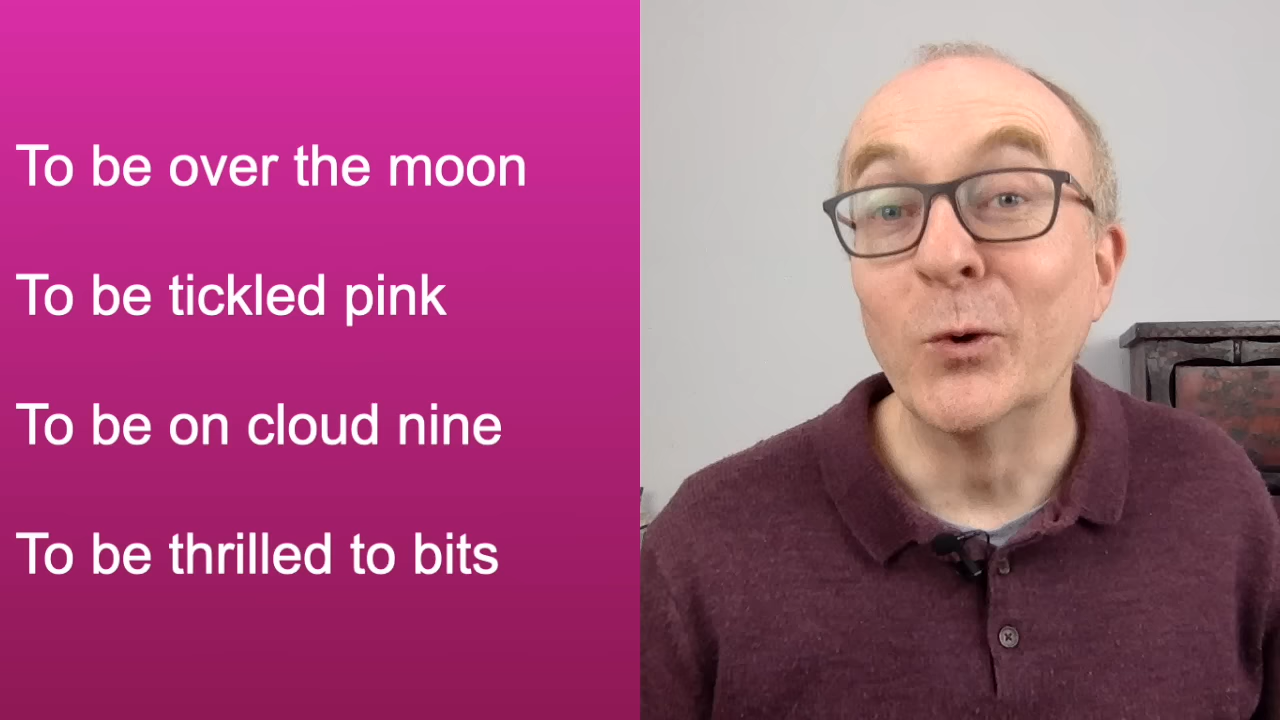 To be over the moon
To be tickled pink
To be on cloud nine
To be thrilled to bits